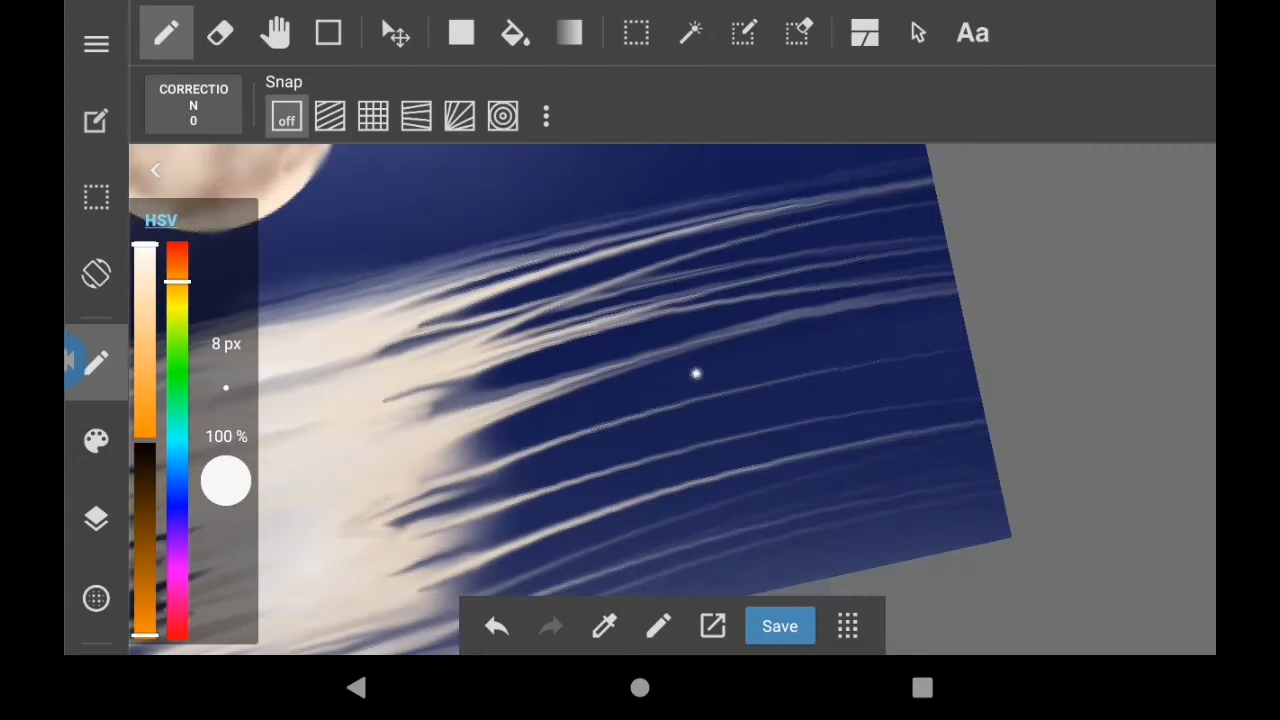 Aa
CORRECTIO
N
0
Snap
off
HSV
8 px
100 %
Save